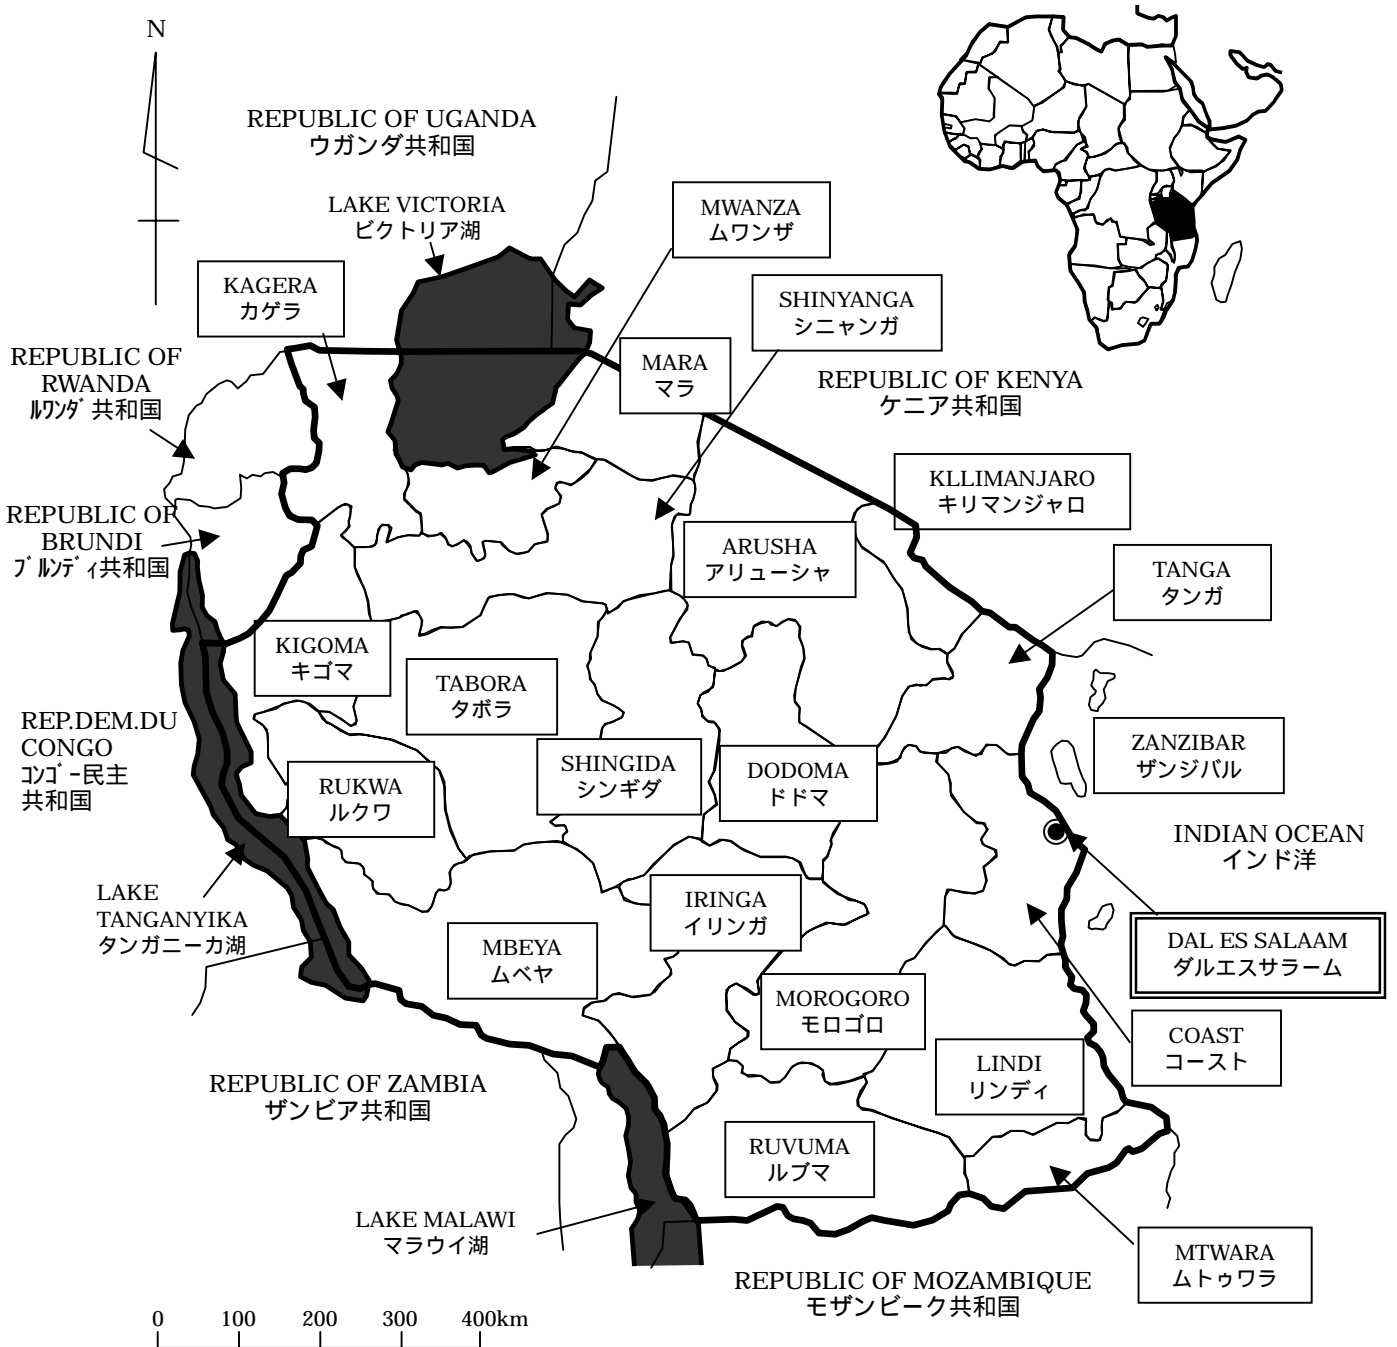 N
REPUBLIC OF UGANDA
ウガンダ共和国
LAKE VICTORIA
ビクトリア湖
MWANZA
ムワンザ
KAGERA
カゲラ
SHINYANGA
シニャンガ
REPUBLIC OF
RWANDA
ﾙﾜﾝﾀﾞ共和国
MARA
マラ
REPUBLIC OF KENYA
ケニア共和国
KLLIMANJARO
キリマンジャロ
REPUBLIC OF
BRUNDI
ﾌﾞﾙﾝﾃﾞｨ共和国
ARUSHA
アリューシャ
TANGA
タンガ
KIGOMA
キゴマ
TABORA
タボラ
REP.DEM.DU
CONGO
ｺﾝｺﾞｰ民主
共和国
ZANZIBAR
ザンジバル
SHINGIDA
シンギダ
DODOMA
ドドマ
RUKWA
ルクワ
INDIAN OCEAN
インド洋
LAKE
TANGANYIKA
タンガニーカ湖
IRINGA
イリンガ
MBEYA
ムベヤ
DAL ES SALAAM
ダルエスサラーム
MOROGORO
モロゴロ
COAST
コースト
LINDI
リンディ
REPUBLIC OF ZAMBIA
ザンビア共和国
RUVUMA
ルブマ
LAKE MALAWI
マラウイ湖
MTWARA
ムトゥワラ
REPUBLIC OF MOZAMBIQUE
モザンビーク共和国
0 100 200 300 400km